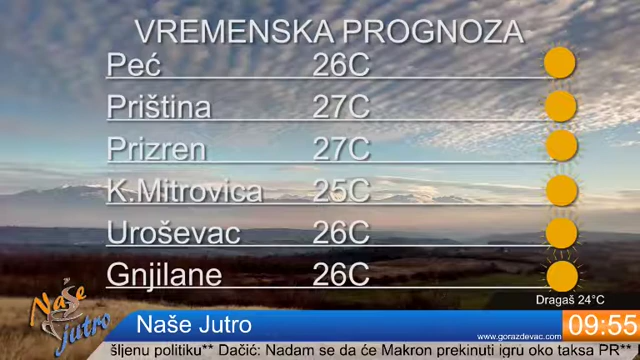 VREMENSKA PROGNOZA
Peć 26C
Priština 27C
Prizren 27C
K.Mitrovica 25C
Uroševac 26C
Gnjilane 26C
Dragaš 24°C
Naše jutro
Naše Jutro
www.gorazdevac.com
09:55
šljenu politiku** Dačić: Nadam se da će Makron prekinuti igru oko taksa PR**